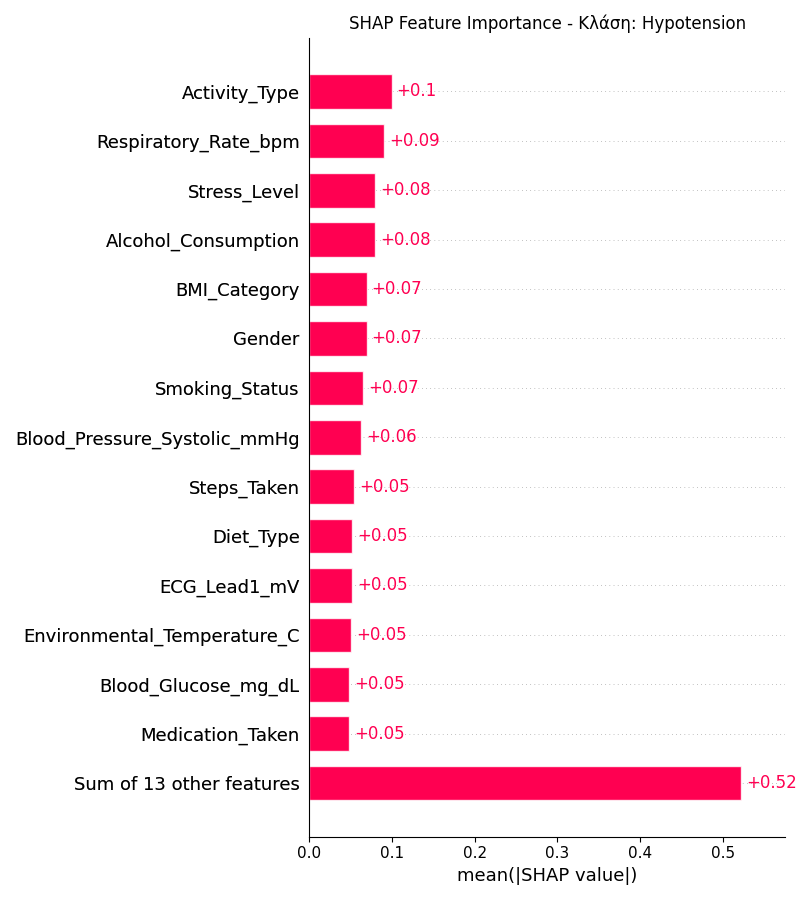 SHAP Feature Importance - Κλάση: Hypotension
Activity_Type +0.1
Respiratory_Rate_bpm +0.09
Stress_Level +0.08
Alcohol_Consumption +0.08
BMI_Category +0.07
Gender +0.07
Smoking_Status +0.07
Blood_Pressure_Systolic_mmHg +0.06
Steps_Taken +0.05
Diet_Type +0.05
ECG_Lead1_mV +0.05
Environmental_Temperature_C +0.05
Blood_Glucose_mg_dL +0.05
Medication_Taken +0.05
Sum of 13 other features +0.52
0.0 0.1 0.2 0.3 0.4 0.5
mean(|SHAP value|)